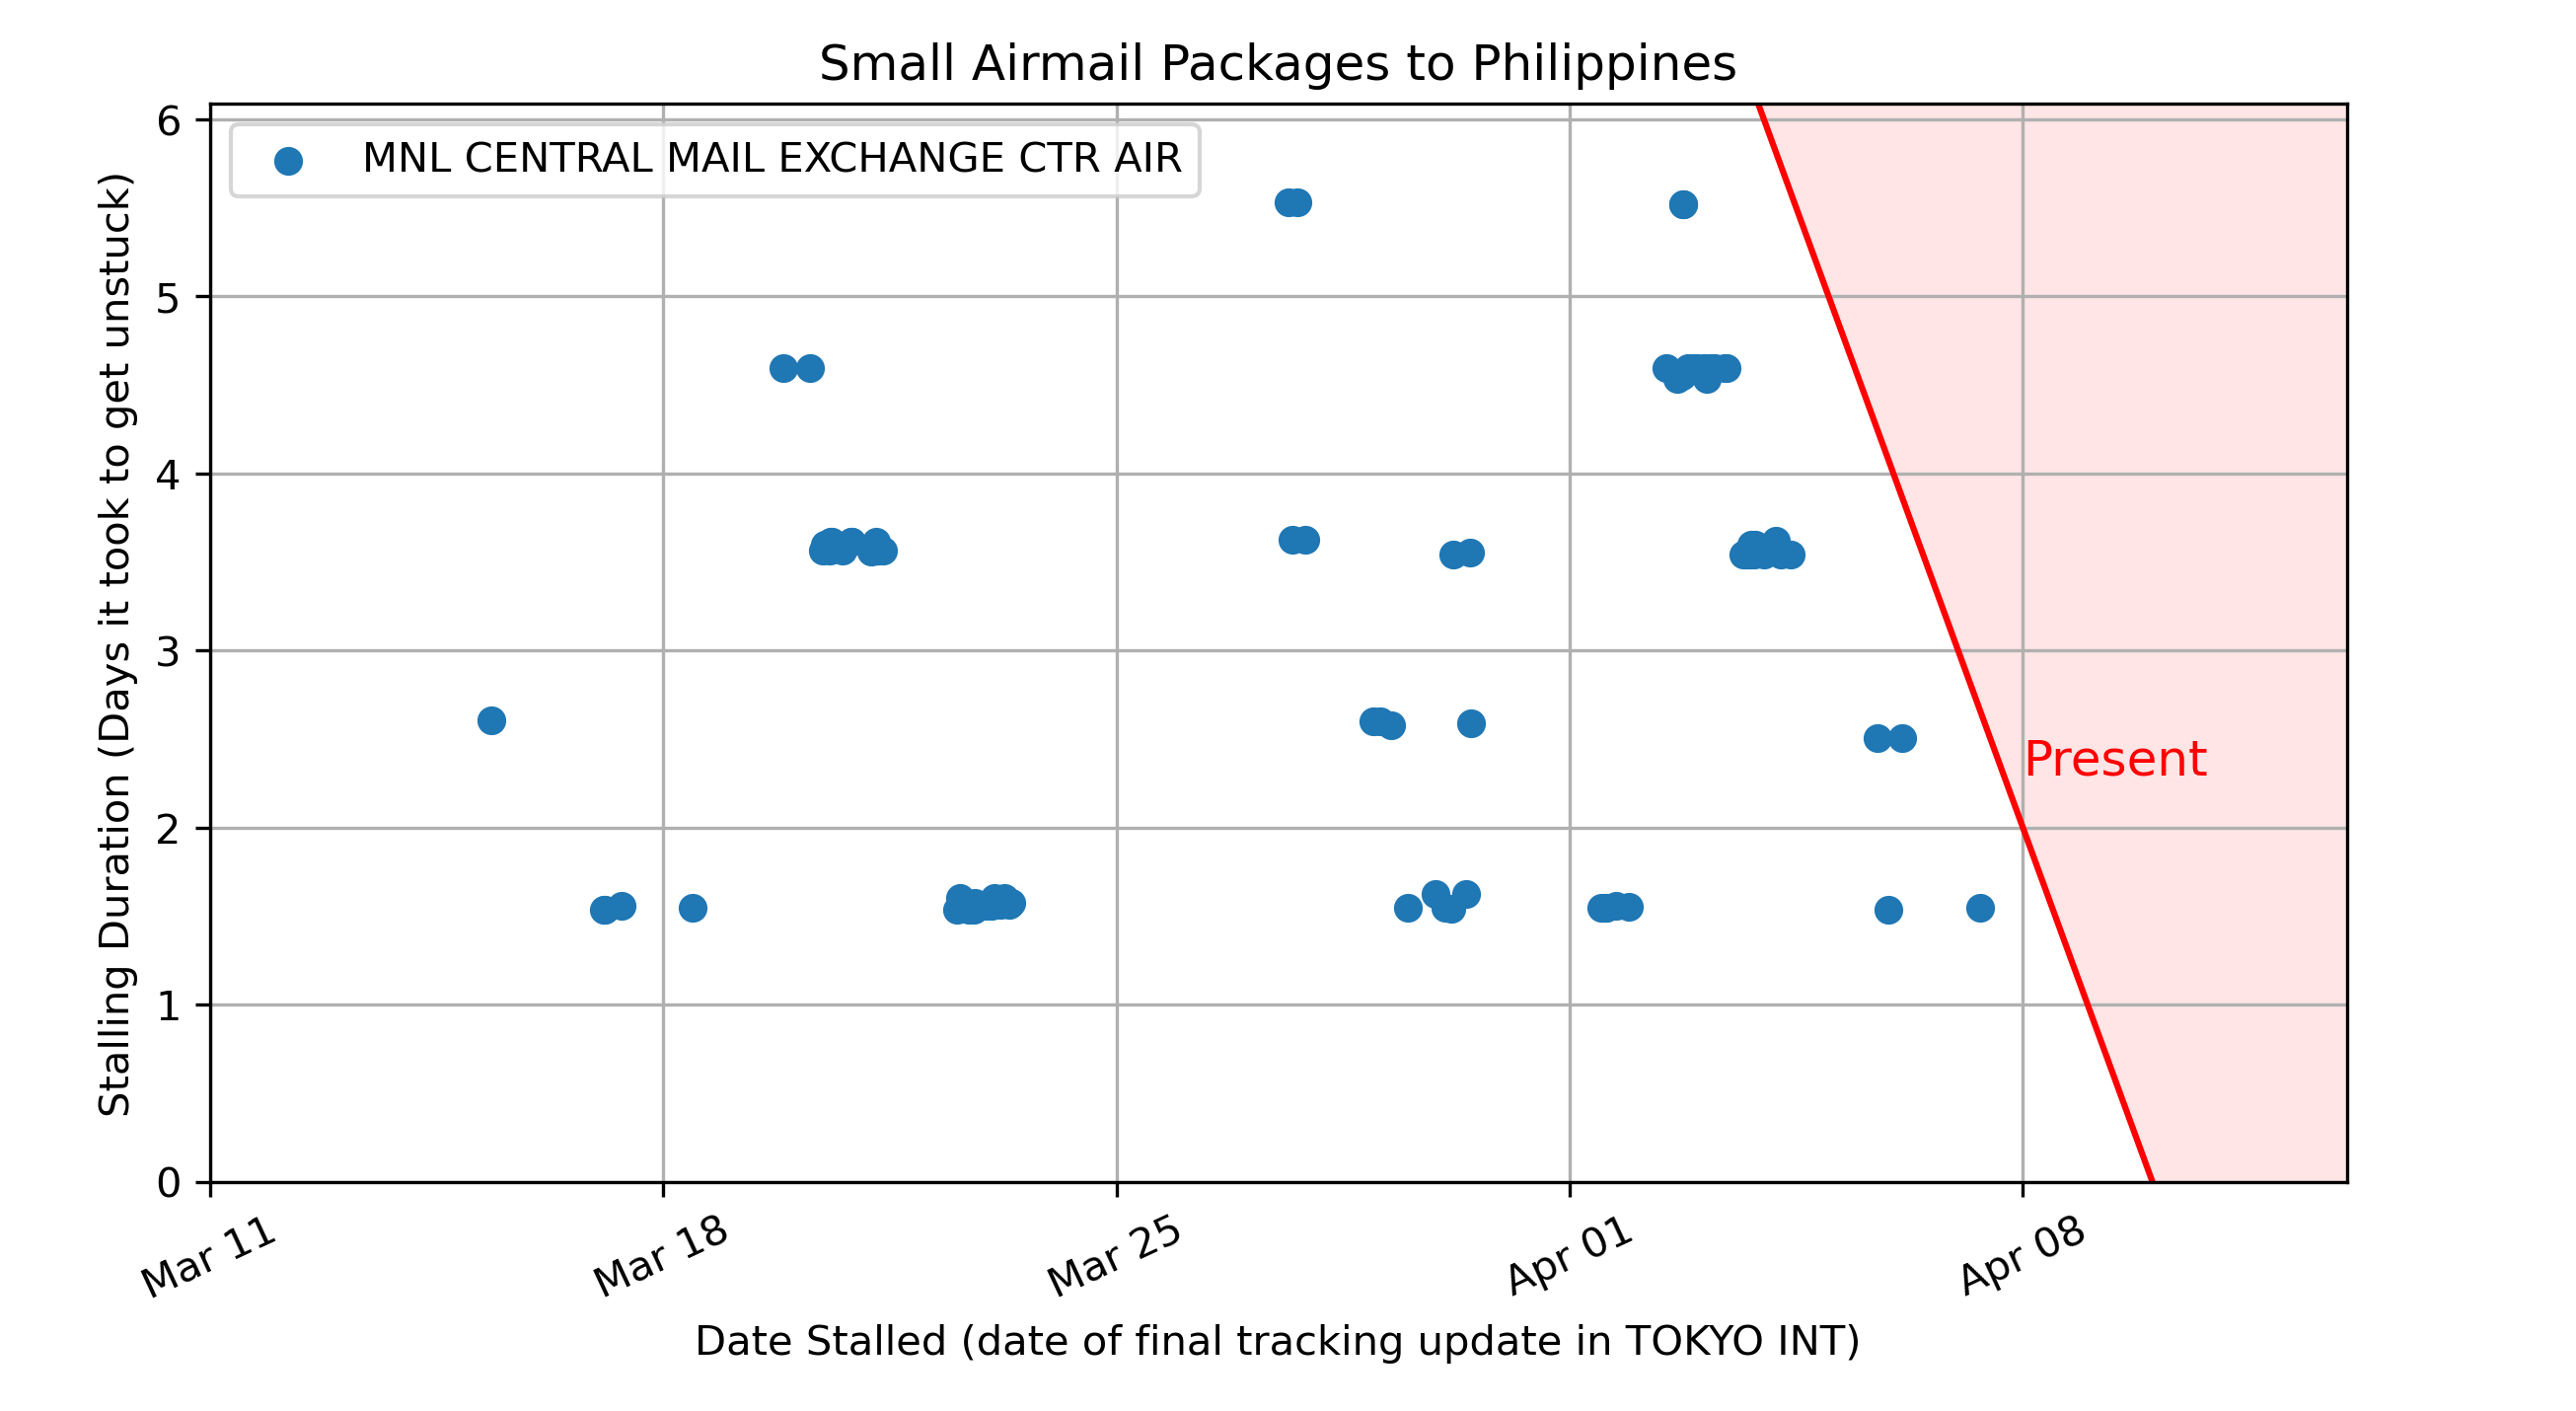 Small Airmail Packages to Philippines
MNL CENTRAL MAIL EXCHANGE CTR AIR
Stalling Duration (Days it took to get unstuck)
6
5
4
3
2
1
0
Present
Mar 11
Mar 18
Mar 25
Apr 01
Apr 08
Date Stalled (date of final tracking update in TOKYO INT)